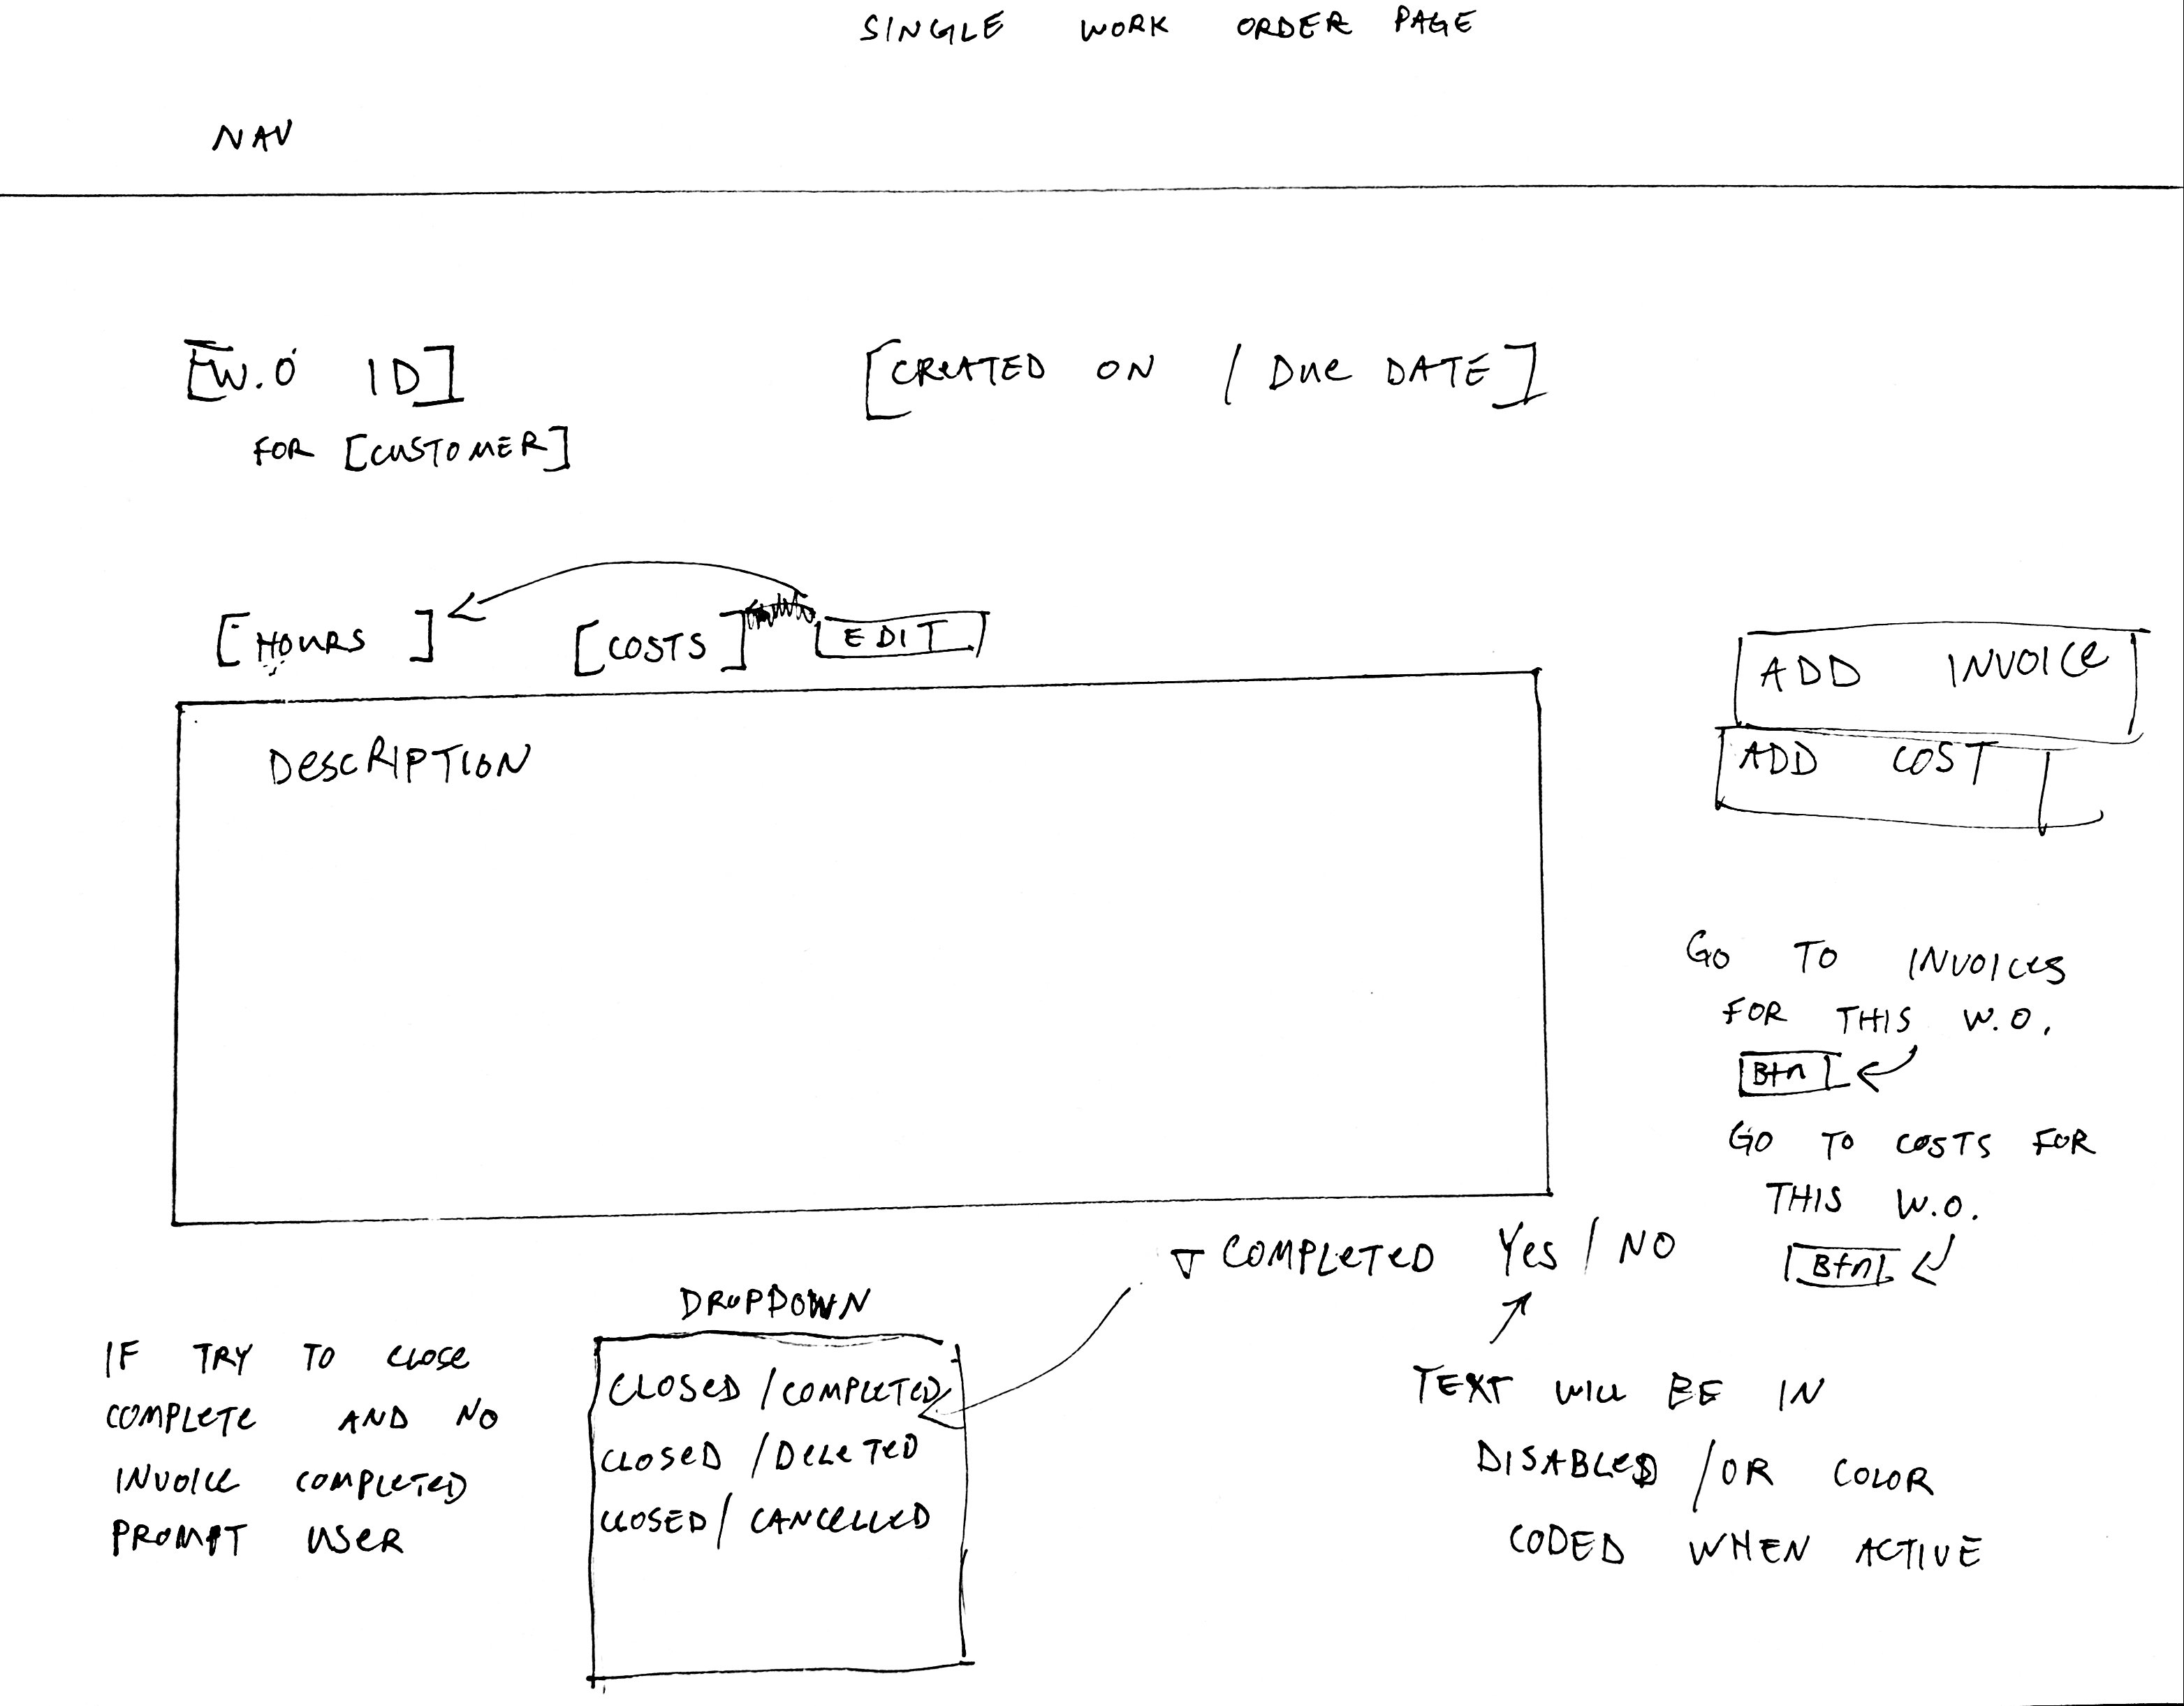 SINGLE WORK ORDER PAGE
NAV
[W.O ID]
[CREATED ON / Due DATE]
FOR [CUSTOMER]
[HOURS ]
[COSTS]
EDIT
ADD INVOICe
ADD COST
DesCRIPTION
GO TO INVOICes
FOR THIS W.O.
Btn
GO TO COSTS FOR
THIS W.O.
Btn
COMPLeTeD Yes / NO
DROPDOWN
CLOSeD / COMPLeTeD
CLOSeD / DeLeTeD
CLOSED / CANCeLLeD
IF TRY TO CLOSe
COMPLeTe AND NO
INVOICe COMPLeTeD
PROMPT USeR
TEXT WILL BE IN
DISABLeD / OR COLOR
CODED WHEN ACTIVE